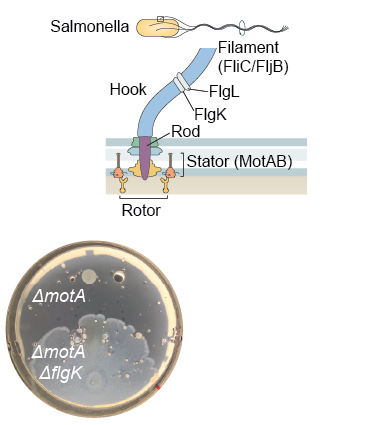 Salmonella
Filament
(FliC/FljB)
Hook
FlgL
FlgK
Rod
Stator (MotAB)
Rotor
ΔmotA
ΔmotA
ΔflgK